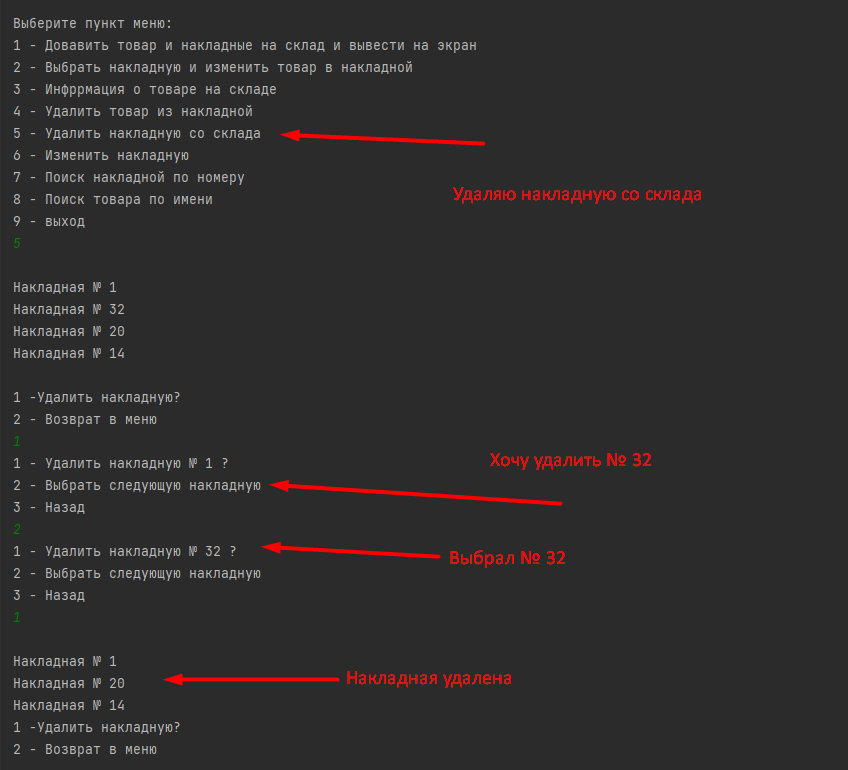 Выберите пункт меню:
1 - Довавить товар и накладные на склад и вывести на экран
2 - Выбрать накладную и изменить товар в накладной
3 - Инфррмация о товаре на складе
4 - Удалить товар из накладной
5 - Удалить накладную со склада
6 - Изменить накладную
Удаляю накладную со склада
7 - Поиск накладной по номеру
8 - Поиск товара по имени
9 - выход
5
Накладная № 1
Накладная № 32
Накладная № 20
Накладная № 14
1 -Удалить накладную?
2 - Возврат в меню
1
Хочу удалить № 32
1 - Удалить накладную № 1 ?
2 - Выбрать следующую накладную
3 - Назад
2
1 - Удалить накладную № 32 ?
Выбрал № 32
2 - Выбрать следующую накладную
3 - Назад
1
Накладная № 1
Накладная № 20
Накладная удалена
Накладная № 14
1 -Удалить накладную?
2 - Возврат в меню